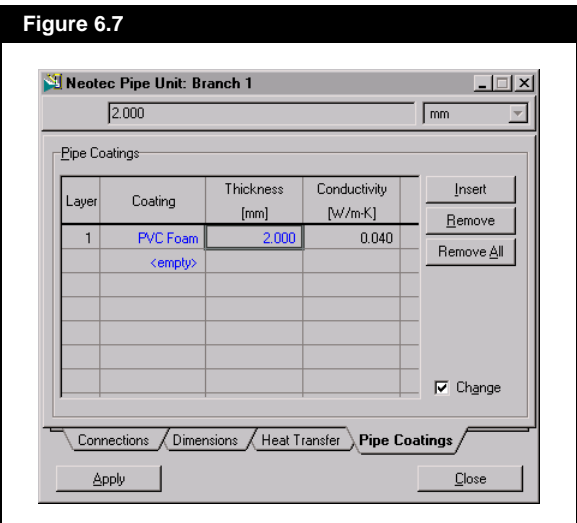 Figure 6.7
Neotec Pipe Unit: Branch 1
2.000 mm
Pipe Coatings
Layer Coating Thickness [mm] Conductivity [W/m-K]
1 PVC Foam 2.000 0.040
<empty>
Insert
Remove
Remove All
Change
Connections Dimensions Heat Transfer Pipe Coatings
Apply Close